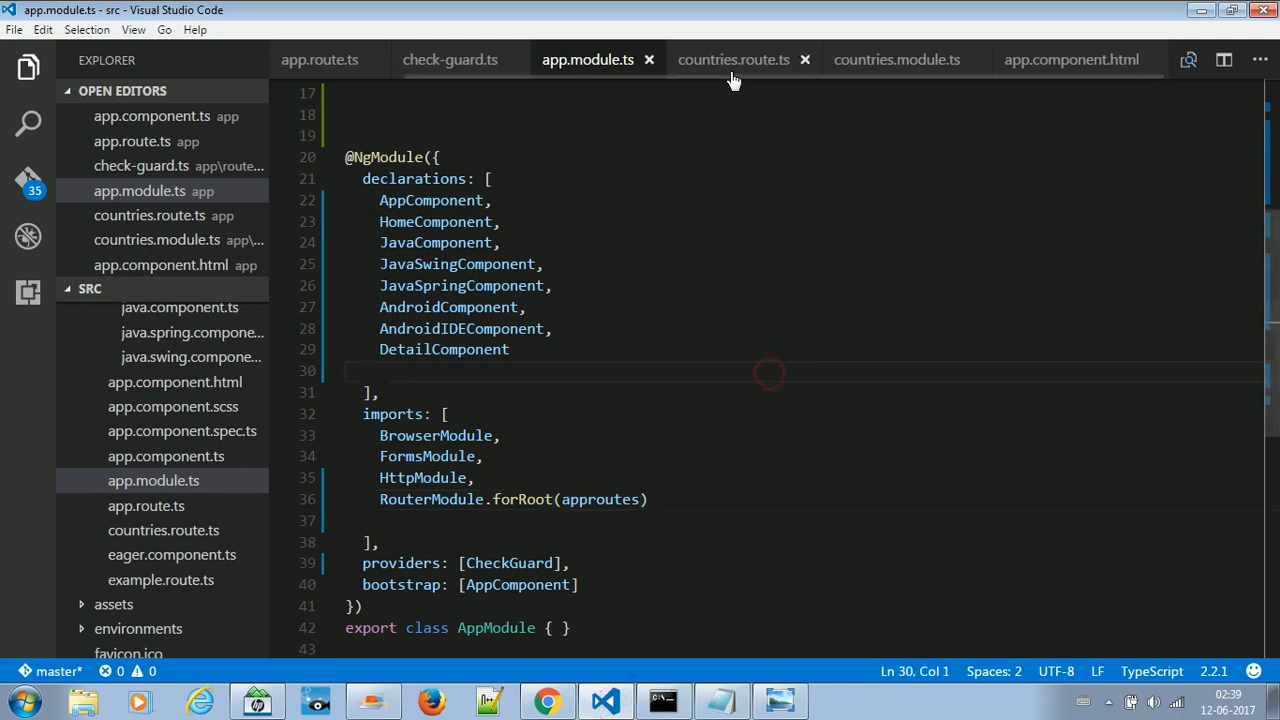 app.module.ts - src - Visual Studio Code
File Edit Selection View Go Help
EXPLORER
OPEN EDITORS
app.component.ts app
app.route.ts app
check-guard.ts app\route...
app.module.ts app
countries.route.ts app
countries.module.ts app\...
app.component.html app
SRC
java.component.ts
java.spring.compone...
java.swing.compone...
app.component.html
app.component.scss
app.component.spec.ts
app.component.ts
app.module.ts
app.route.ts
countries.route.ts
eager.component.ts
example.route.ts
assets
environments
favicon.ico
35
app.route.ts check-guard.ts app.module.ts countries.route.ts countries.module.ts app.component.html
17
18
19
20 @NgModule({
21 declarations: [
22 AppComponent,
23 HomeComponent,
24 JavaComponent,
25 JavaSwingComponent,
26 JavaSpringComponent,
27 AndroidComponent,
28 AndroidIDEComponent,
29 DetailComponent
30
31 ],
32 imports: [
33 BrowserModule,
34 FormsModule,
35 HttpModule,
36 RouterModule.forRoot(approutes)
37
38 ],
39 providers: [CheckGuard],
40 bootstrap: [AppComponent]
41 })
42 export class AppModule { }
43
master* 0 0 Ln 30, Col 1 Spaces: 2 UTF-8 LF TypeScript 2.2.1
02:39
12-06-2017